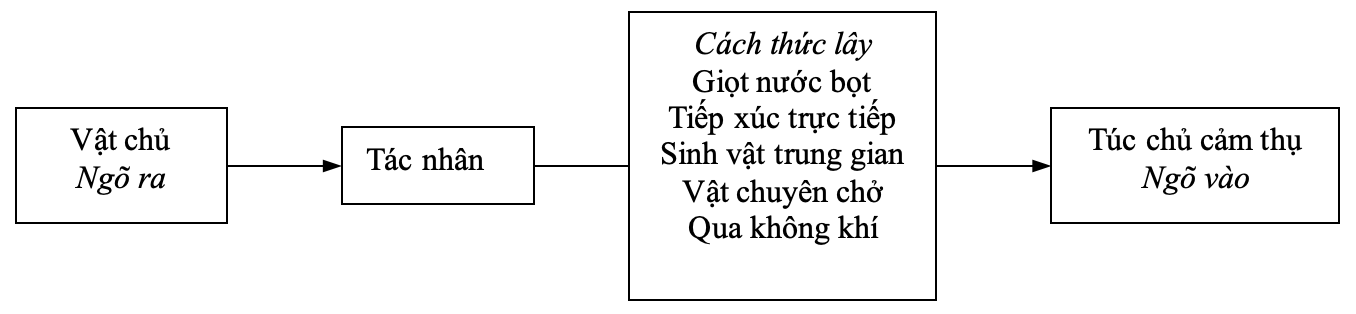 Vật chủ
Ngõ ra
Tác nhân
Cách thức lây
Giọt nước bọt
Tiếp xúc trực tiếp
Sinh vật trung gian
Vật chuyên chở
Qua không khí
Túc chủ cảm thụ
Ngõ vào